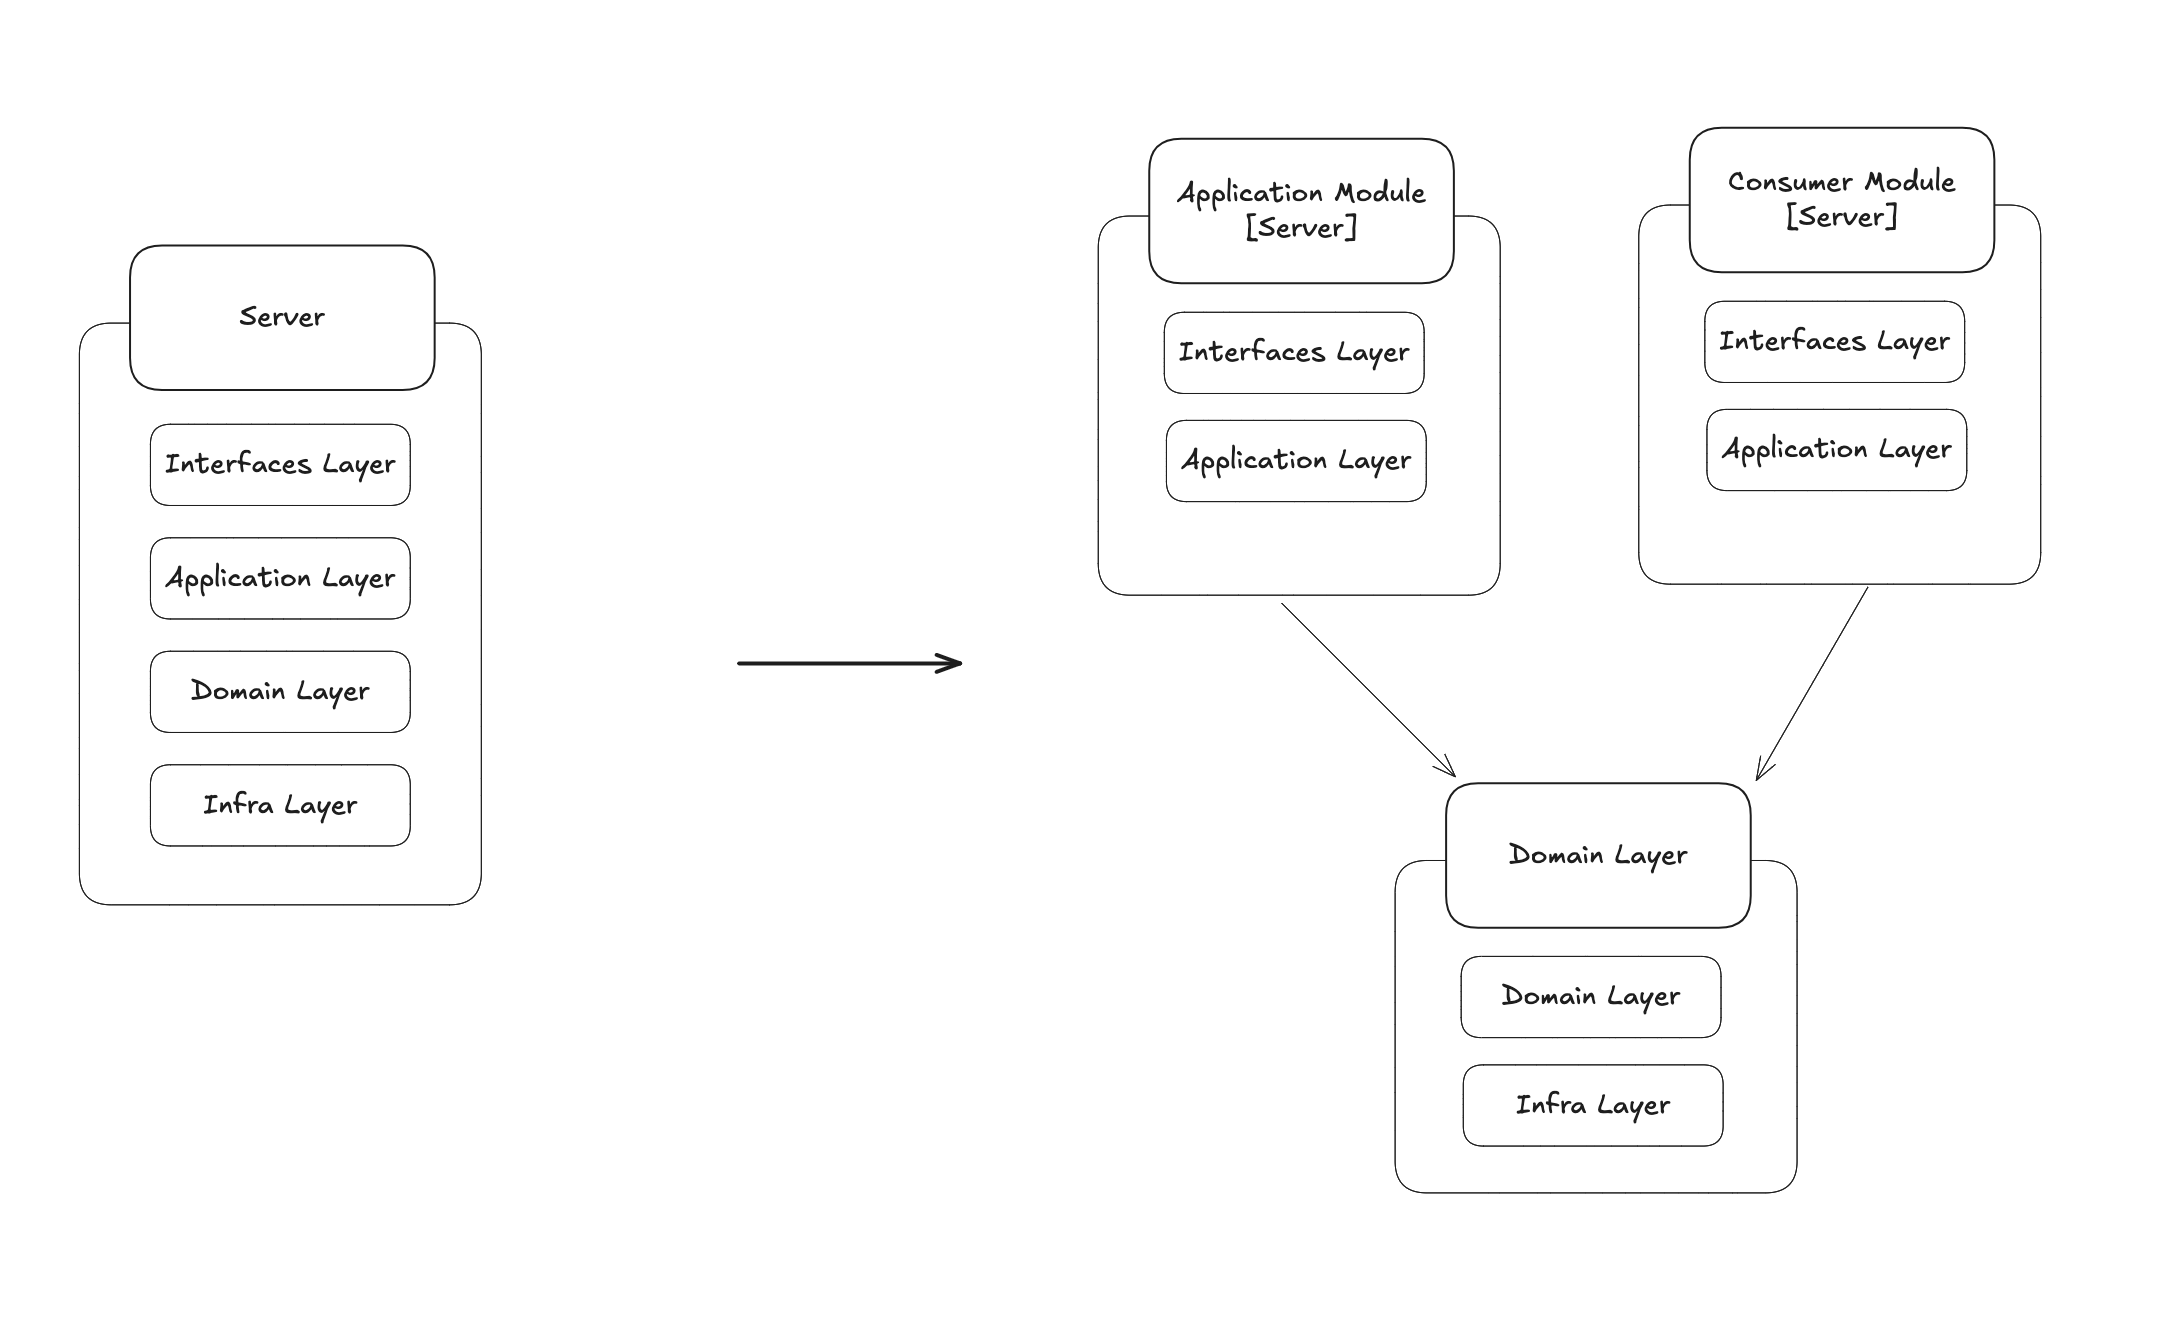 Server
Interfaces Layer
Application Layer
Domain Layer
Infra Layer
Application Module
[Server]
Interfaces Layer
Application Layer
Consumer Module
[Server]
Interfaces Layer
Application Layer
Domain Layer
Domain Layer
Infra Layer